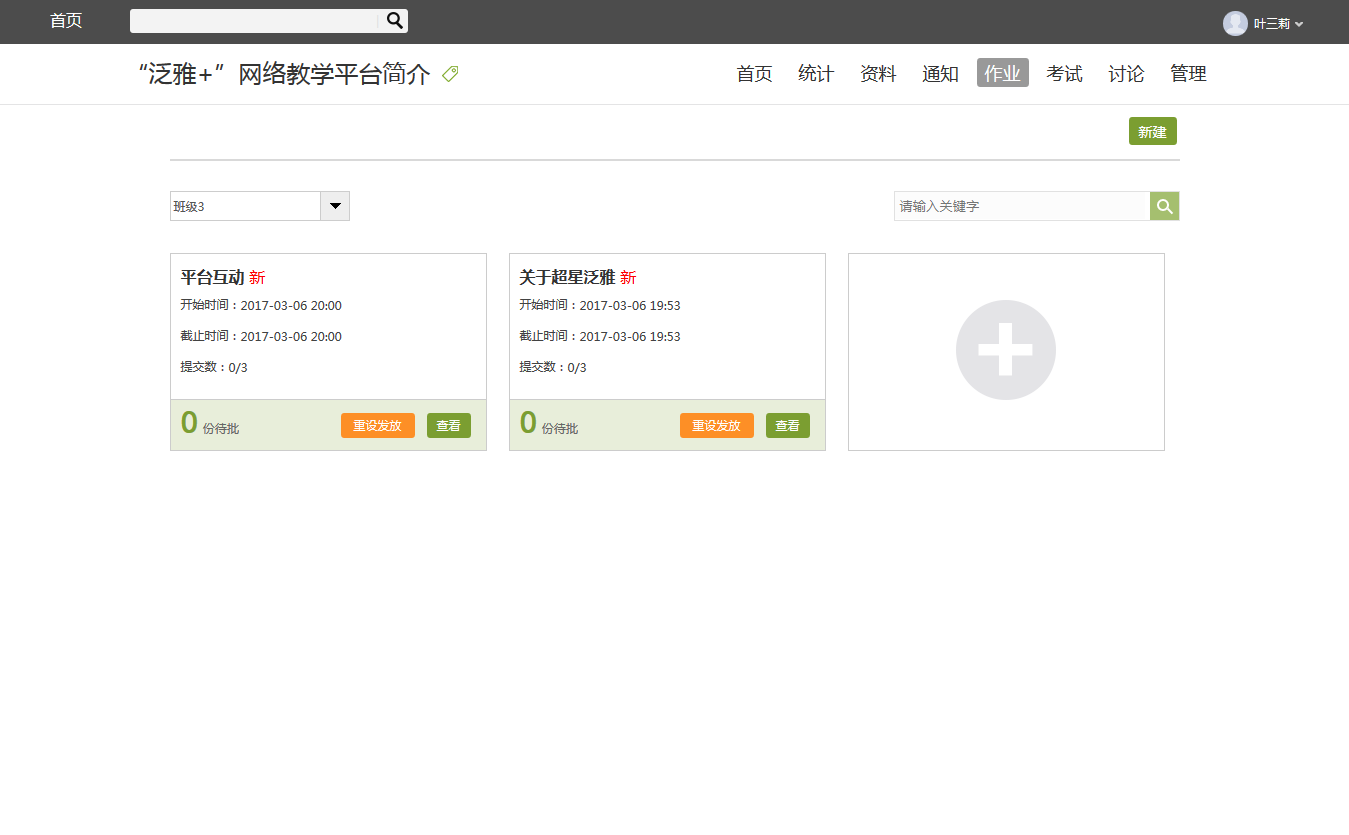 首页
叶三莉
“泛雅+”网络教学平台简介
首页 统计 资料 通知 作业 考试 讨论 管理
新建
班级3
请输入关键字
平台互动 新
开始时间：2017-03-06 20:00
截止时间：2017-03-06 20:00
提交数：0/3
0 份待批
重设发放
查看
关于超星泛雅 新
开始时间：2017-03-06 19:53
截止时间：2017-03-06 19:53
提交数：0/3
0 份待批
重设发放
查看